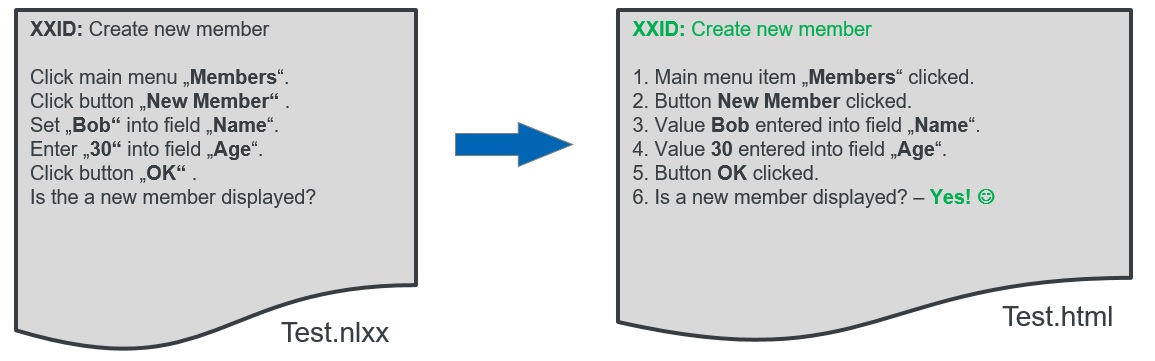 XXID: Create new member
Click main menu „Members“.
Click button „New Member“ .
Set „Bob“ into field „Name“.
Enter „30“ into field „Age“.
Click button „OK“ .
Is the a new member displayed?
Test.nlxx
XXID: Create new member
1. Main menu item „Members“ clicked.
2. Button New Member clicked.
3. Value Bob entered into field „Name“.
4. Value 30 entered into field „Age“.
5. Button OK clicked.
6. Is a new member displayed? – Yes! 😊
Test.html